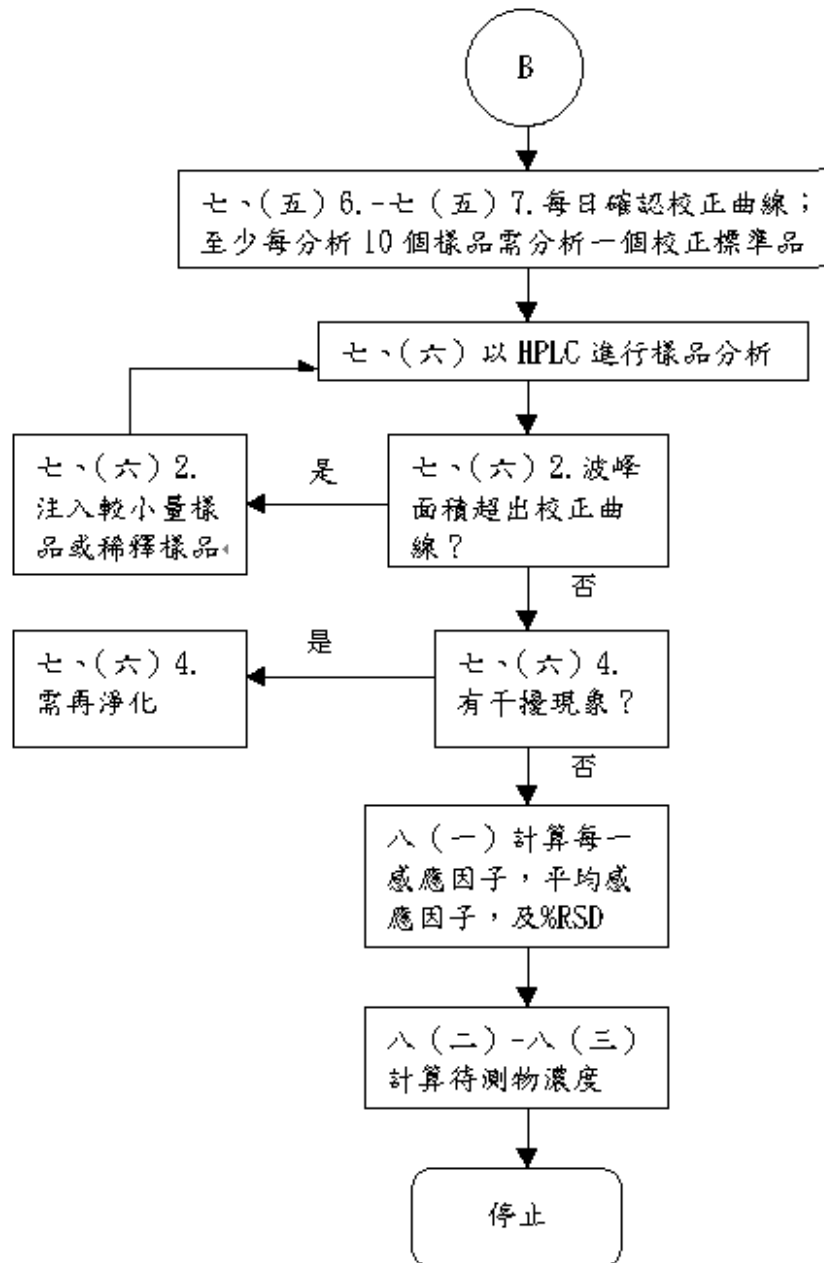 B
七、(五) 6.-七(五) 7.每日確認校正曲線；
至少每分析 10 個樣品需分析一個校正標準品
七、(六) 以 HPLC 進行樣品分析
七、(六) 2.
注入較小量樣
品或稀釋樣品
是
七、(六) 2.波峰
面積超出校正曲
線？
否
七、(六) 4.
需再淨化
是
七、(六) 4.
有干擾現象？
否
八（一）計算每一
感應因子，平均感
應因子，及%RSD
八（二）-八（三）
計算待測物濃度
停止